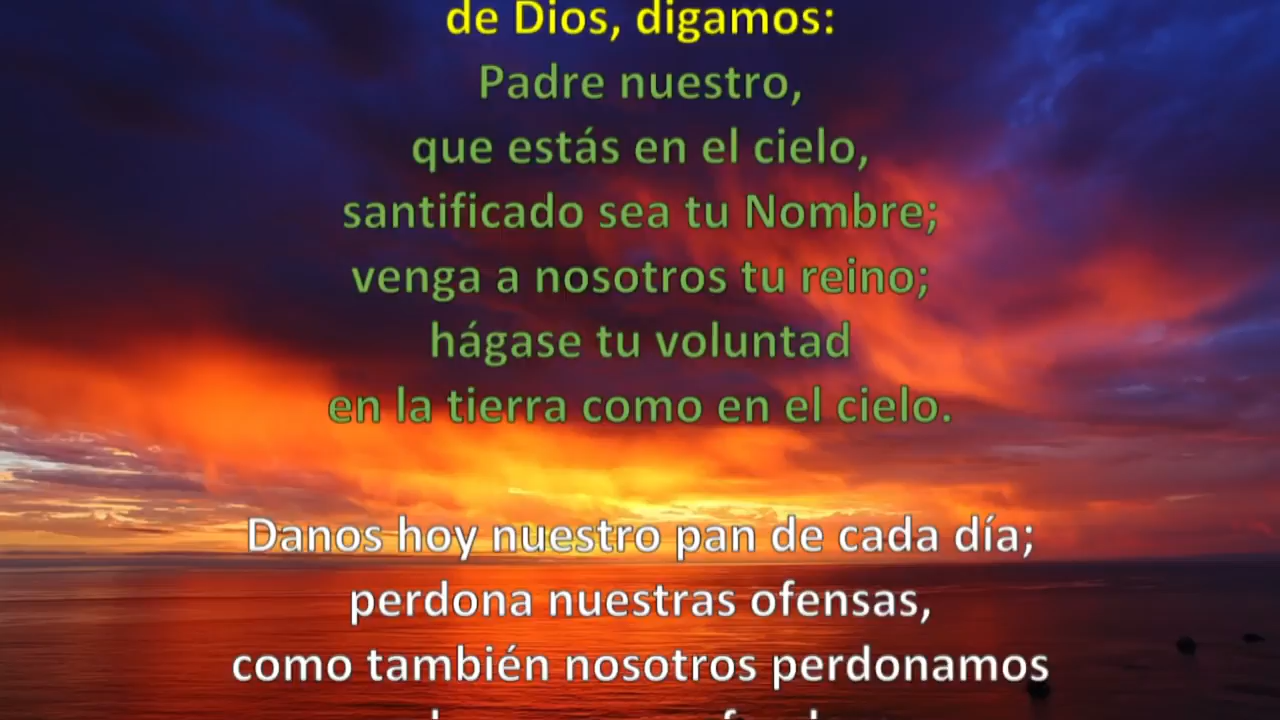 de Dios, digamos:
Padre nuestro,
que estás en el cielo,
santificado sea tu Nombre;
venga a nosotros tu reino;
hágase tu voluntad
en la tierra como en el cielo.
Danos hoy nuestro pan de cada día;
perdona nuestras ofensas,
como también nosotros perdonamos